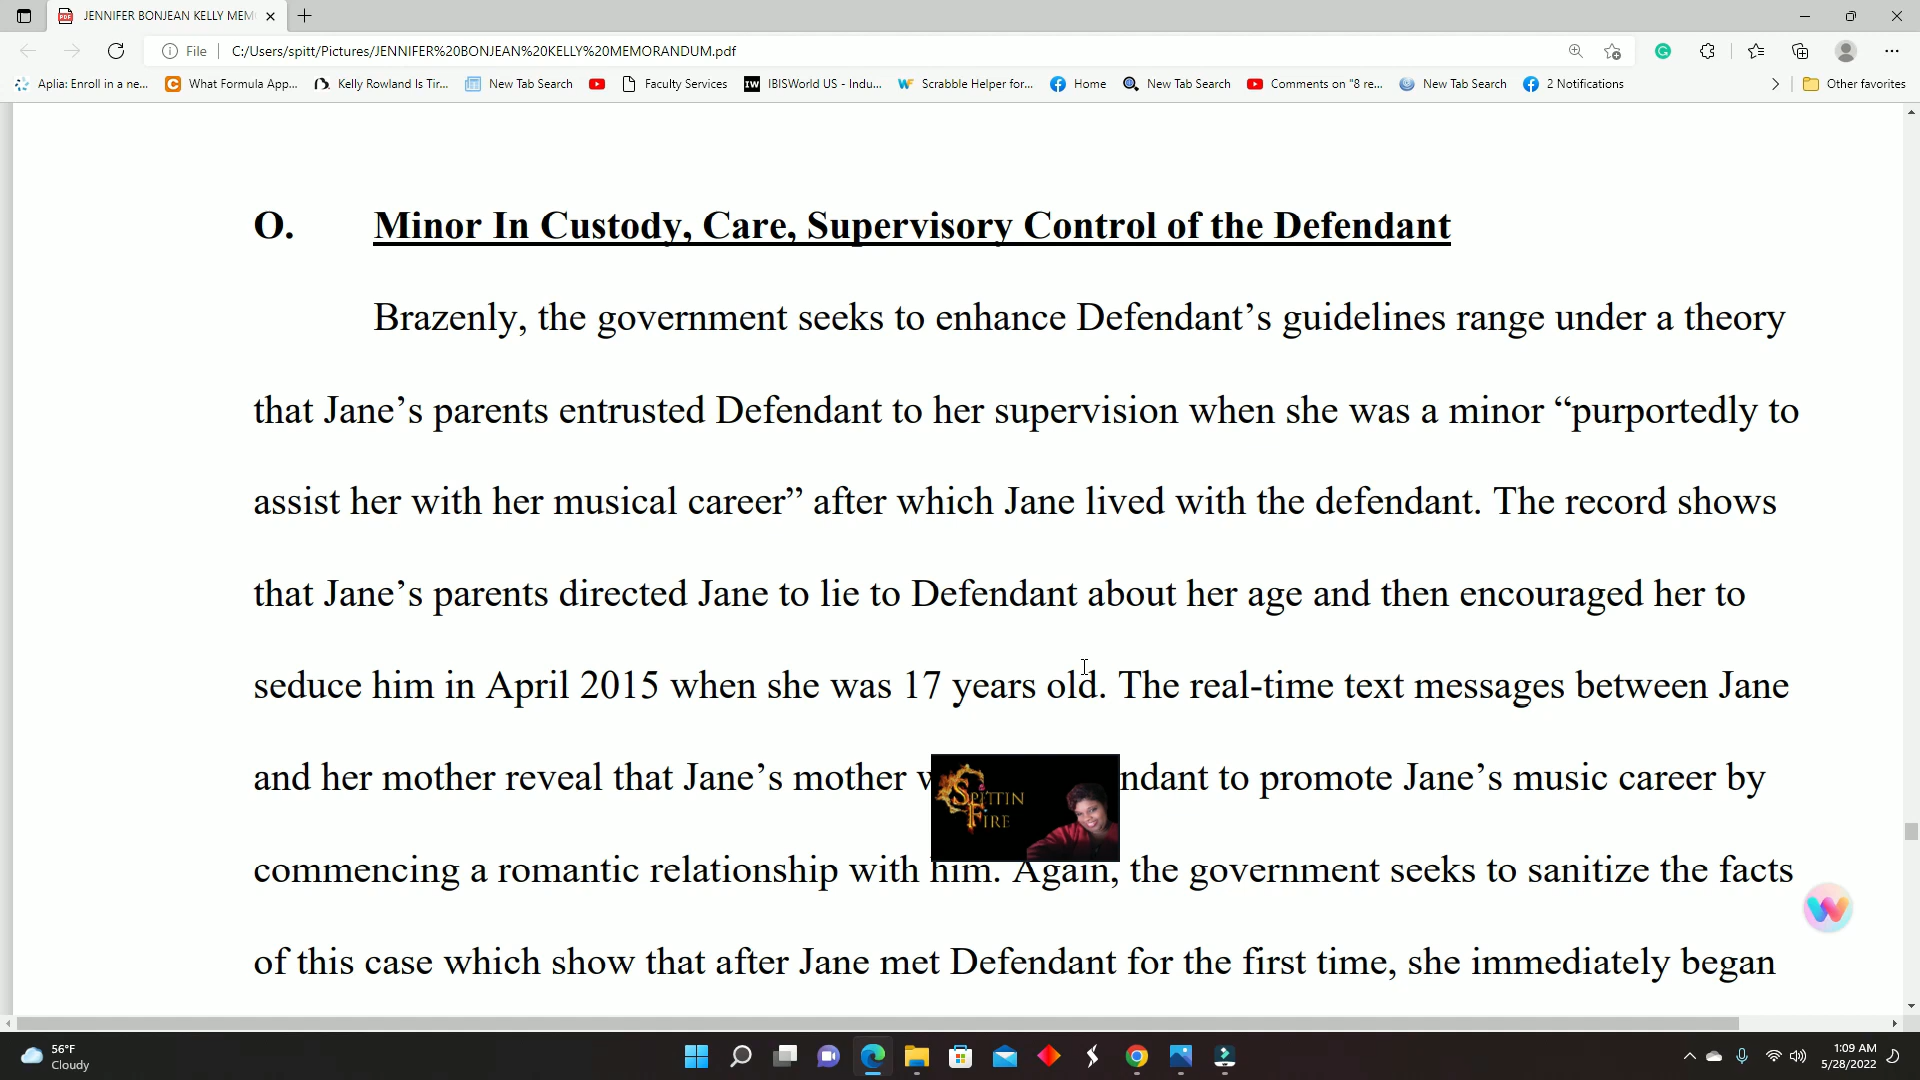 JENNIFER BONJEAN KELLY MEM
File
C:/Users/spitt/Pictures/JENNIFER%20BONJEAN%20KELLY%20MEMORANDUM.pdf
Aplia: Enroll in a ne... What Formula App... Kelly Rowland Is Tir... New Tab Search Faculty Services IW IBISWorld US - Indu... WF Scrabble Helper for... Home New Tab Search Comments on "8 re... New Tab Search 2 Notifications Other favorites
O. Minor In Custody, Care, Supervisory Control of the Defendant
Brazenly, the government seeks to enhance Defendant’s guidelines range under a theory
that Jane’s parents entrusted Defendant to her supervision when she was a minor “purportedly to
assist her with her musical career” after which Jane lived with the defendant. The record shows
that Jane’s parents directed Jane to lie to Defendant about her age and then encouraged her to
seduce him in April 2015 when she was 17 years old. The real-time text messages between Jane
and her mother reveal that Jane’s mother ndant to promote Jane’s music career by
SPITTIN
FIRE
commencing a romantic relationship with him. Again, the government seeks to sanitize the facts
of this case which show that after Jane met Defendant for the first time, she immediately began
56°F
Cloudy
1:09 AM
5/28/2022